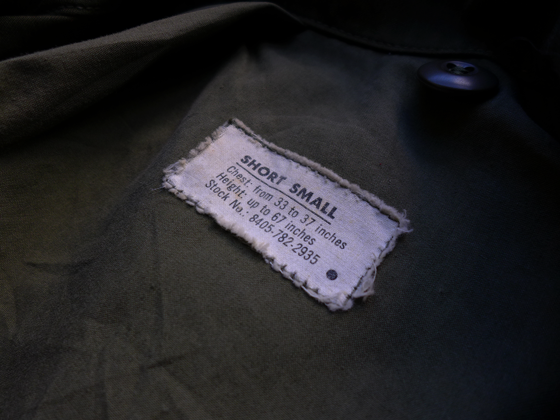 SHORT SMALL
Chest: from 33 to 37 inches
Height: up to 67 inches
Stock No.: 8405-782-2935